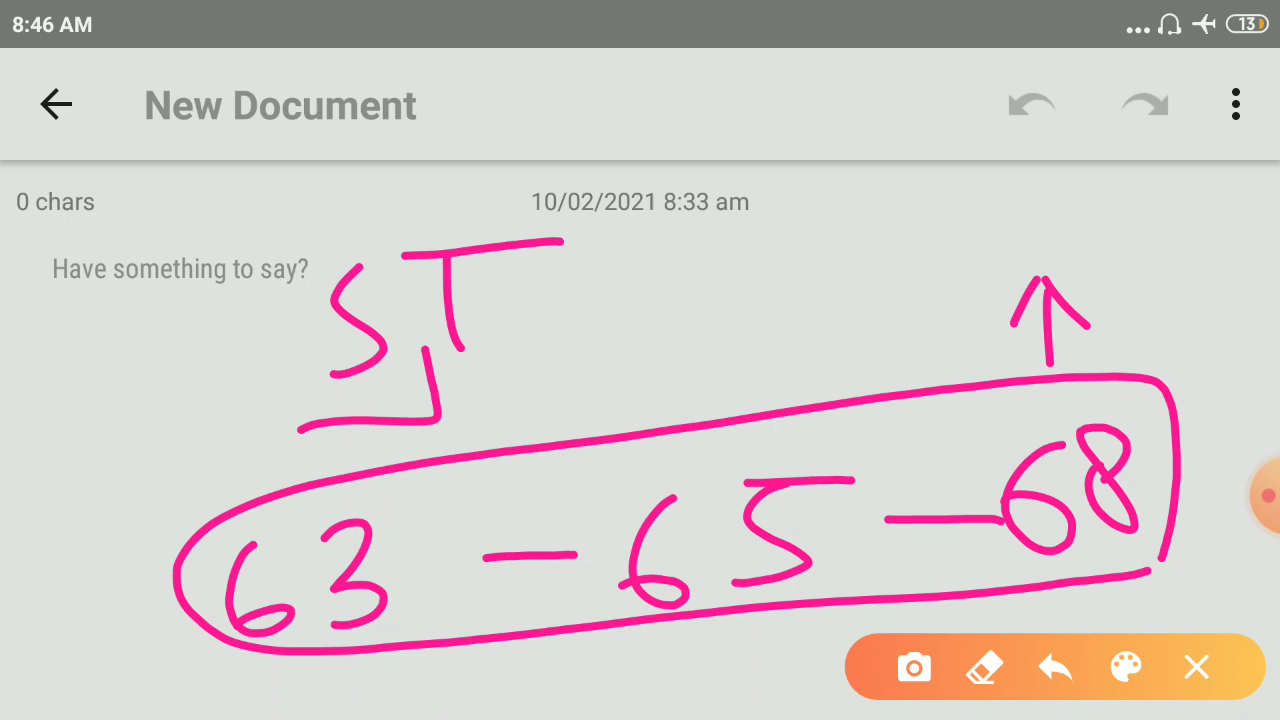 8:46 AM
13
New Document
0 chars
10/02/2021 8:33 am
Have something to say?
ST
63 - 65 - 68